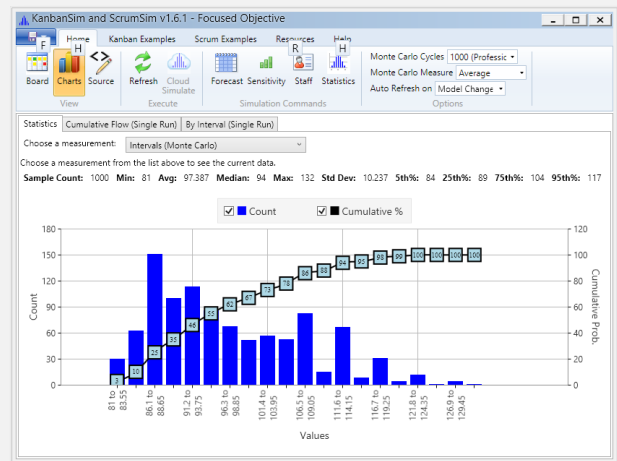 KanbanSim and ScrumSim v1.6.1 - Focused Objective
F
Home
H
Kanban Examples
Scrum Examples
Resources
R
Help
H
Board
Charts
Source
Refresh
Cloud
Simulate
Forecast
Sensitivity
Staff
Statistics
Monte Carlo Cycles 1000 (Professic
Monte Carlo Measure Average
Auto Refresh on Model Change
View
Execute
Simulation Commands
Options
Statistics
Cumulative Flow (Single Run)
By Interval (Single Run)
Choose a measurement: Intervals (Monte Carlo)
Choose a measurement from the list above to see the current data.
Sample Count: 1000 Min: 81 Avg: 97.387 Median: 94 Max: 132 Std Dev: 10.237 5th%: 84 25th%: 89 75th%: 104 95th%: 117
Count
Cumulative %
180
150
120
90
60
30
0
Count
120
100
80
60
40
20
0
Cumulative Prob.
3
10
25
35
46
55
62
67
73
78
86
88
94
95
98
99
100
100
100
100
81 to
83.55
86.1 to
88.65
91.2 to
93.75
96.3 to
98.85
101.4 to
103.95
106.5 to
109.05
111.6 to
114.15
116.7 to
119.25
121.8 to
124.35
126.9 to
129.45
Values